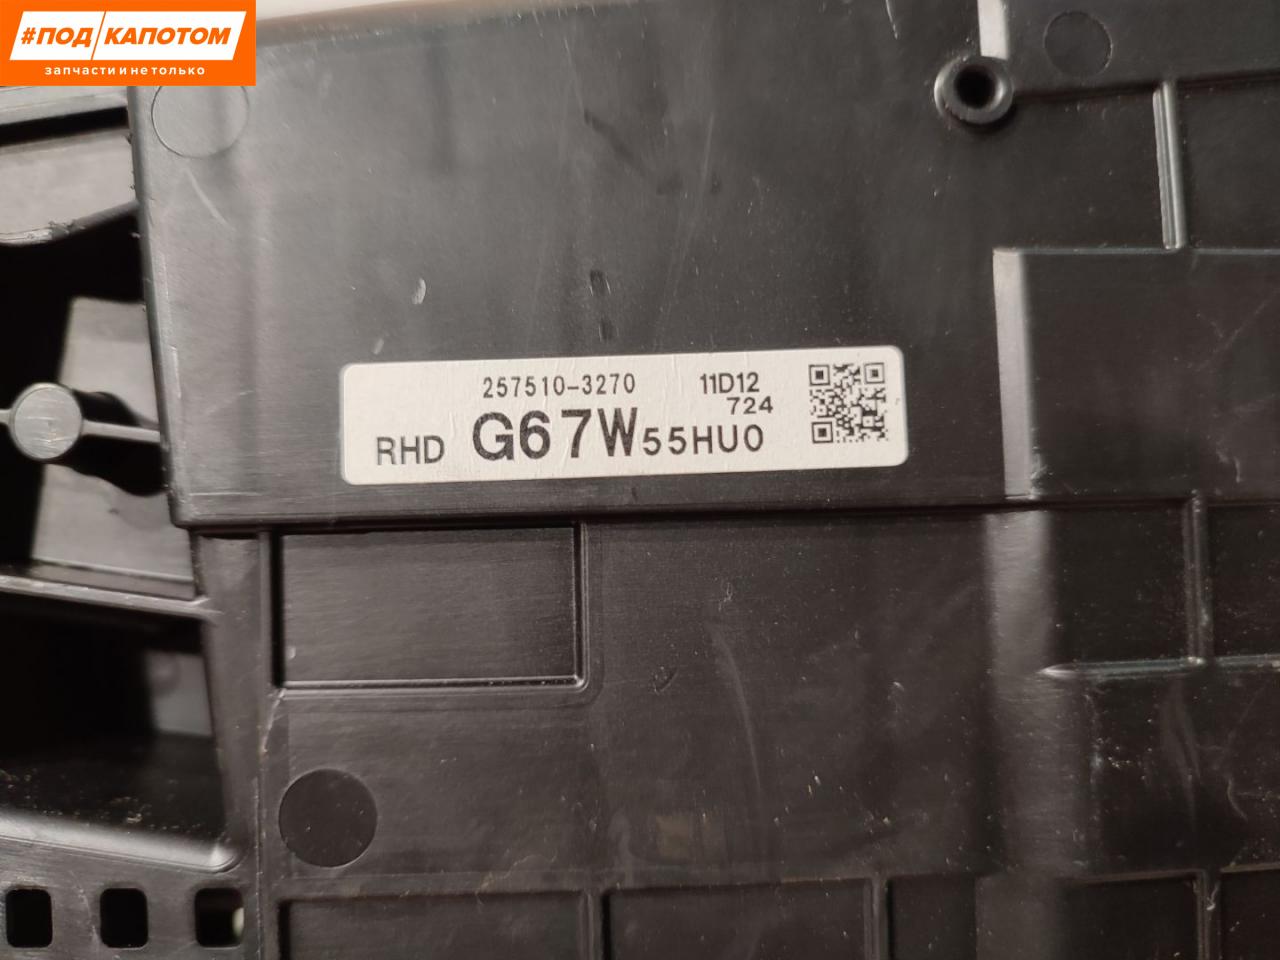 #ПОД/КАПОТОМ
запчасти и не только
257510-3270 11D12
724
RHD G67W55HU0